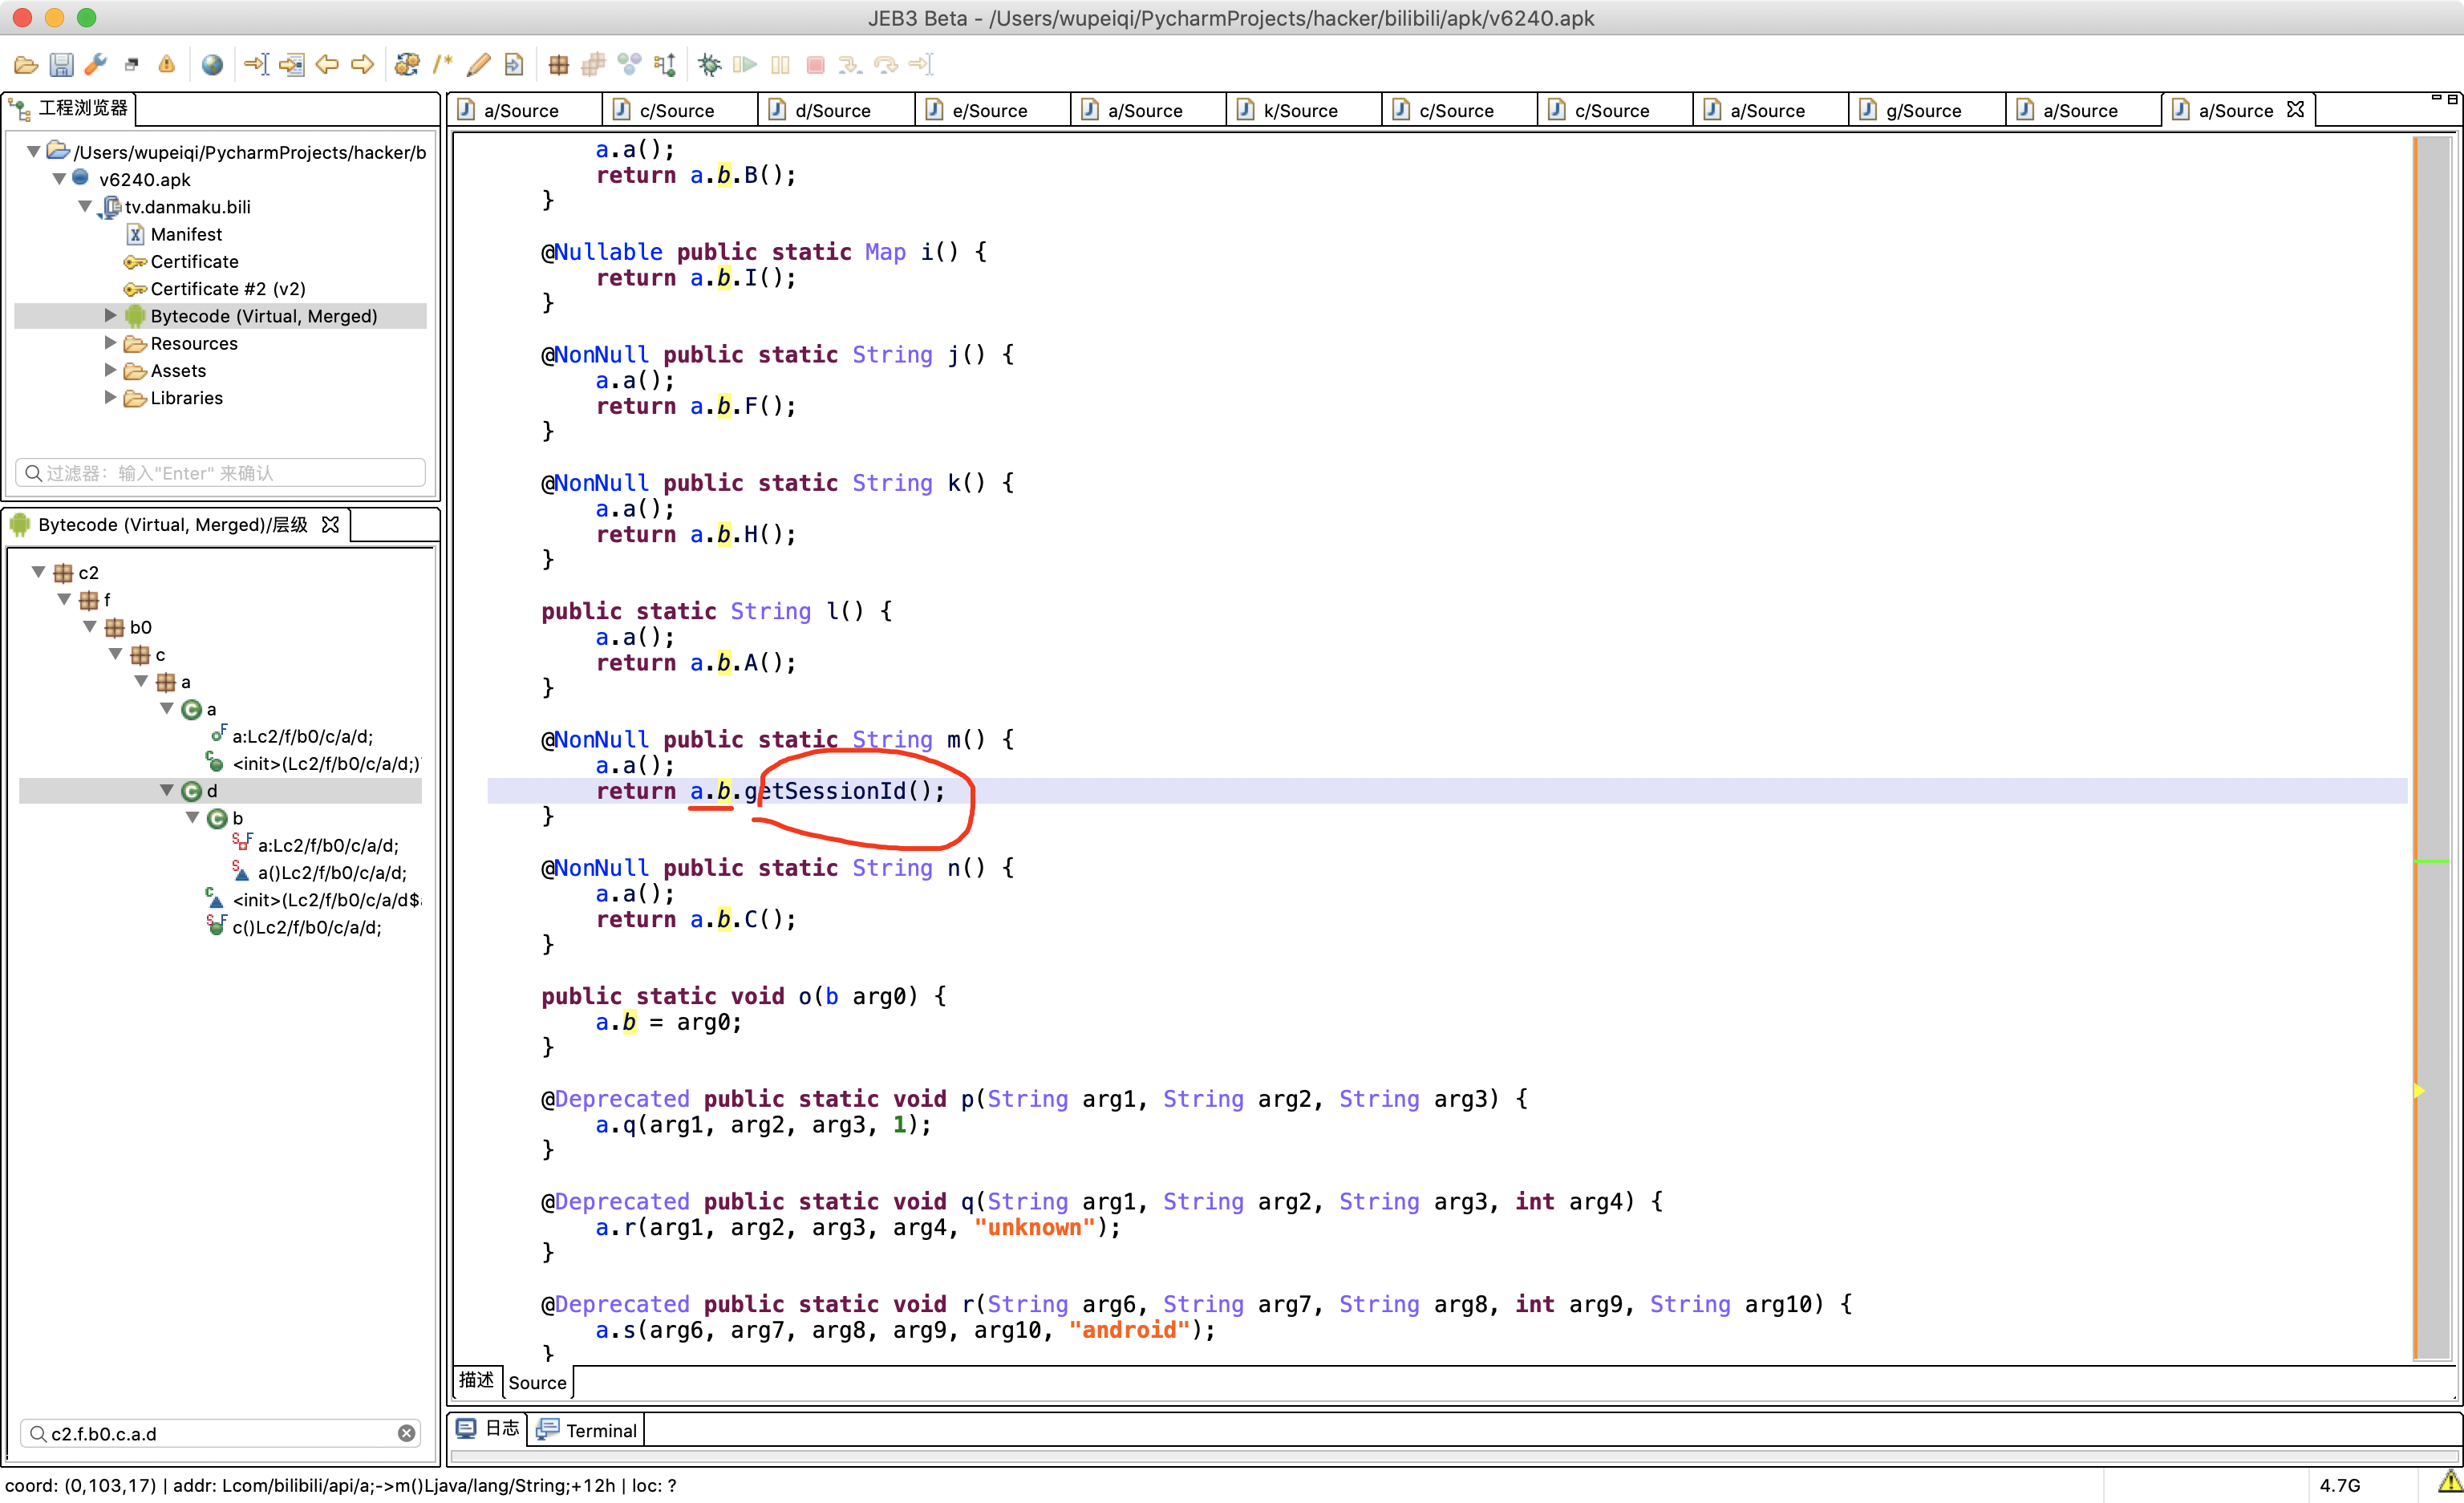 JEB3 Beta - /Users/wupeiqi/PycharmProjects/hacker/bilibili/apk/v6240.apk
工程浏览器
/Users/wupeiqi/PycharmProjects/hacker/b
v6240.apk
tv.danmaku.bili
Manifest
Certificate
Certificate #2 (v2)
Bytecode (Virtual, Merged)
Resources
Assets
Libraries
过滤器：输入"Enter" 来确认
Bytecode (Virtual, Merged)/层级
c2
f
b0
c
a
a
a:Lc2/f/b0/c/a/d;
<init>(Lc2/f/b0/c/a/d;)
d
b
a:Lc2/f/b0/c/a/d;
a()Lc2/f/b0/c/a/d;
<init>(Lc2/f/b0/c/a/d$
c()Lc2/f/b0/c/a/d;
c2.f.b0.c.a.d
a/Source c/Source d/Source e/Source a/Source k/Source c/Source c/Source a/Source g/Source a/Source a/Source
a.a();
return a.b.B();
}
@Nullable public static Map i() {
return a.b.I();
}
@NonNull public static String j() {
a.a();
return a.b.F();
}
@NonNull public static String k() {
a.a();
return a.b.H();
}
public static String l() {
a.a();
return a.b.A();
}
@NonNull public static String m() {
a.a();
return a.b.getSessionId();
}
@NonNull public static String n() {
a.a();
return a.b.C();
}
public static void o(b arg0) {
a.b = arg0;
}
@Deprecated public static void p(String arg1, String arg2, String arg3) {
a.q(arg1, arg2, arg3, 1);
}
@Deprecated public static void q(String arg1, String arg2, String arg3, int arg4) {
a.r(arg1, arg2, arg3, arg4, "unknown");
}
@Deprecated public static void r(String arg6, String arg7, String arg8, int arg9, String arg10) {
a.s(arg6, arg7, arg8, arg9, arg10, "android");
}
描述 Source
日志 Terminal
coord: (0,103,17) | addr: Lcom/bilibili/api/a;->m()Ljava/lang/String;+12h | loc: ?
4.7G